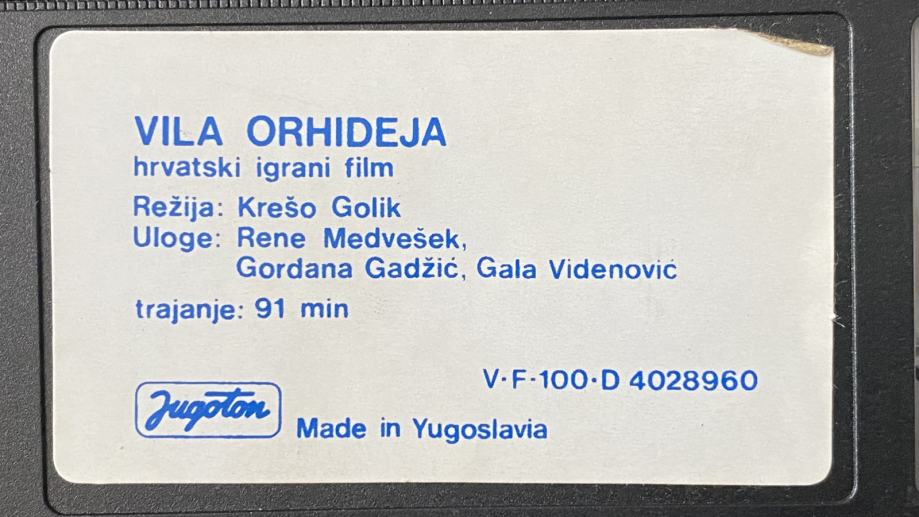 VILA ORHIDEJA
hrvatski igrani film
Režija: Krešo Golik
Uloge: Rene Medvešek,
Gordana Gadžić, Gala Videnović
trajanje: 91 min
V·F-100·D 4028960
Jugoton
Made in Yugoslavia